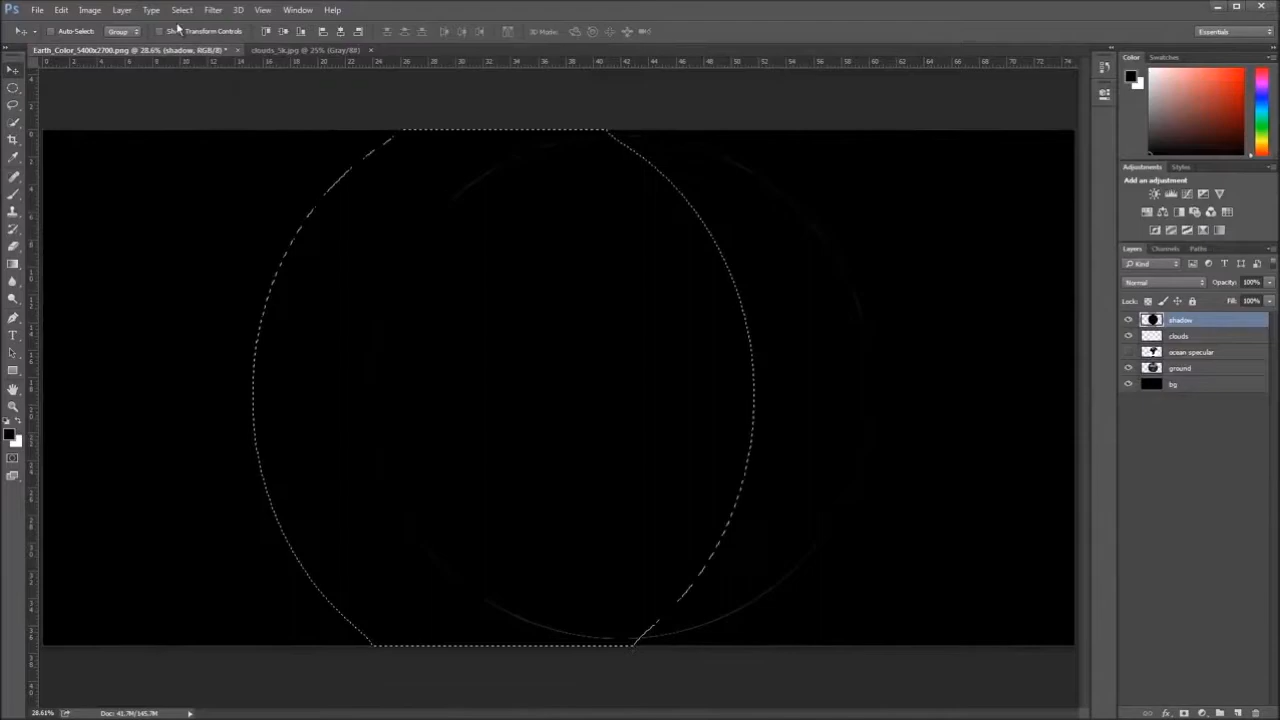 Ps File Edit Image Layer Type Select Filter 3D View Window Help
Auto-Select: Group Transform Controls 3D Mode: Essentials
Earth_Color_5400x2700.png @ 28.6% (shadow, RGB/8) * × clouds_5k.jpg @ 25% (Gray/8#) ×
Color Swatches
Adjustments Styles
Add an adjustment
Layers Channels Paths
Kind
Normal Opacity: 100%
Lock: Fill: 100%
shadow
clouds
ocean specular
ground
bg
28.61% Doc: 41.7M/145.7M